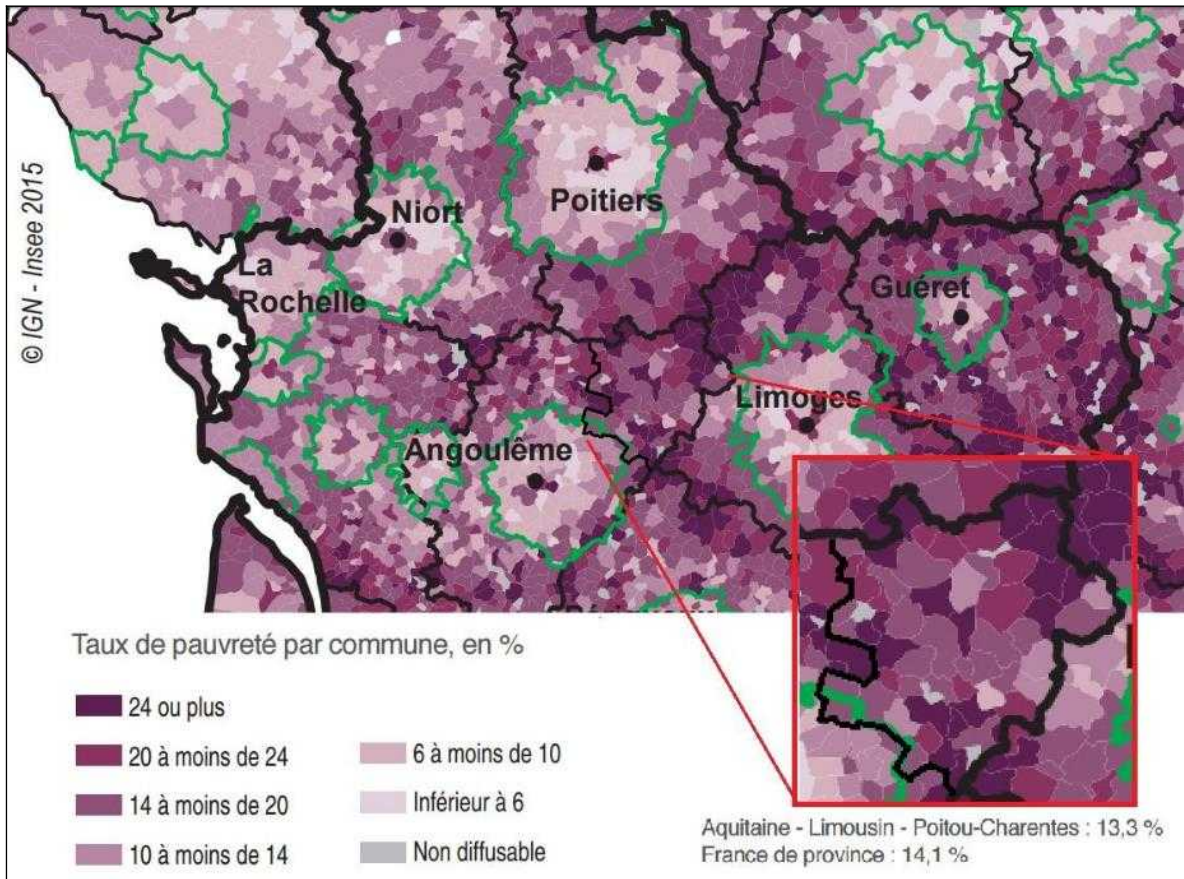 © IGN - Insee 2015
Niort
Poitiers
La
Rochelle
Guéret
Limoges
Angoulême
Taux de pauvreté par commune, en %
24 ou plus
20 à moins de 24
14 à moins de 20
10 à moins de 14
6 à moins de 10
Inférieur à 6
Non diffusable
Aquitaine - Limousin - Poitou-Charentes : 13,3 %
France de province : 14,1 %